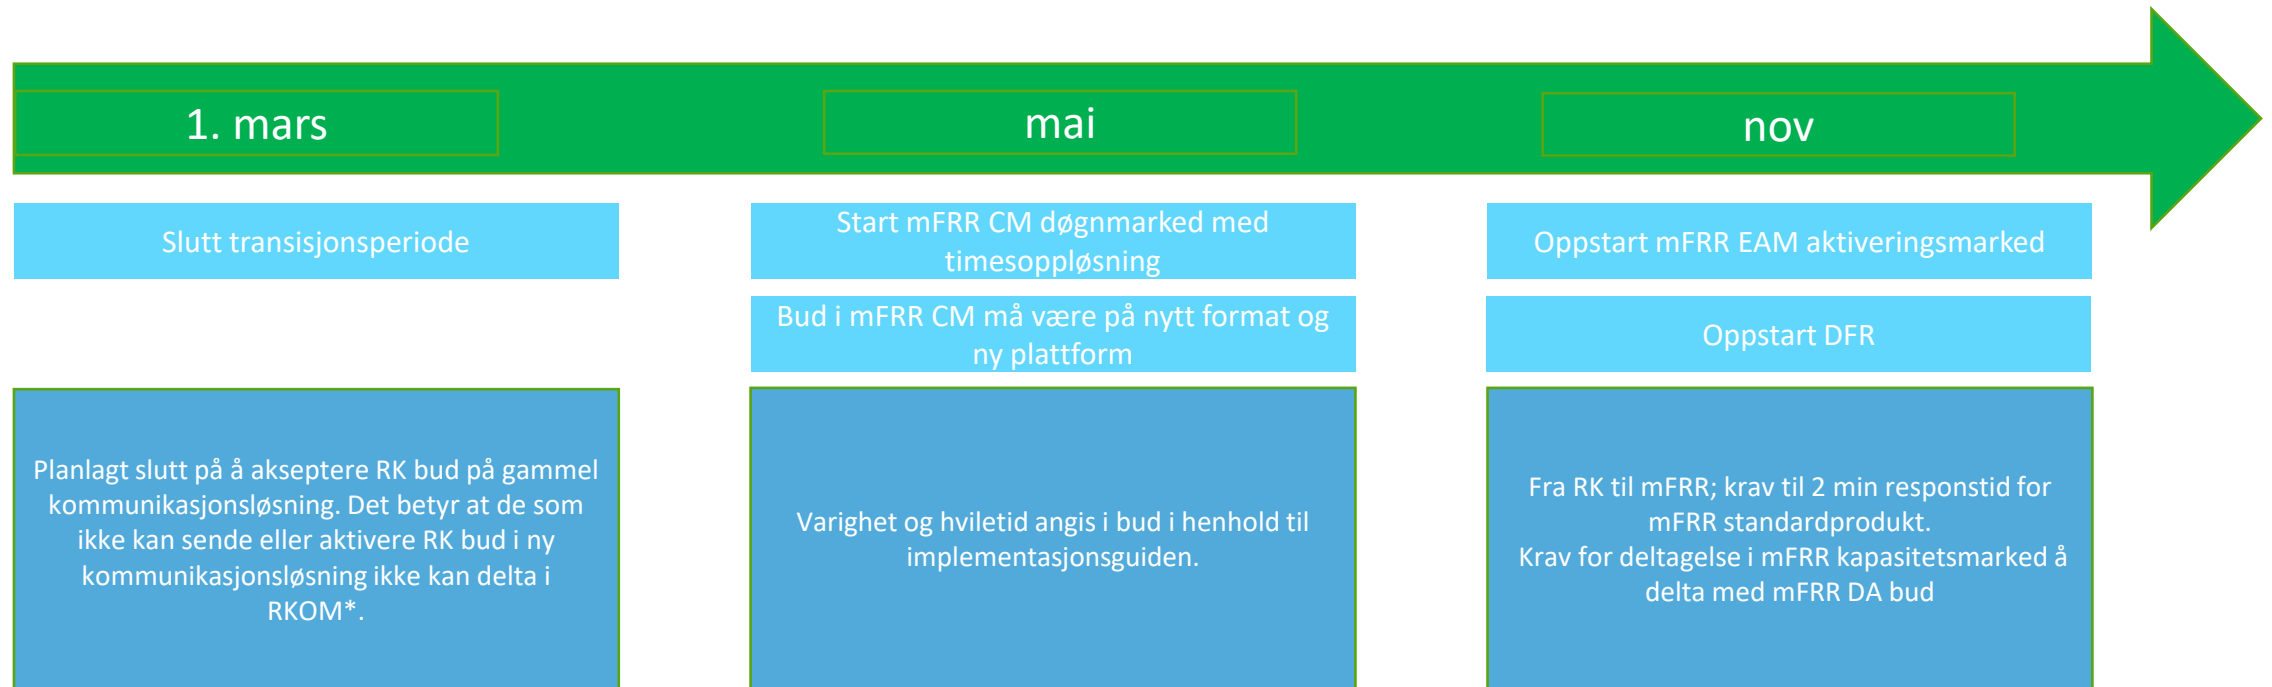 1. mars
mai
nov
Slutt transisjonsperiode
Start mFRR CM døgnmarked med
timesoppløsning
Oppstart mFRR EAM aktiveringsmarked
Bud i mFRR CM må være på nytt format og
ny plattform
Oppstart DFR
Planlagt slutt på å akseptere RK bud på gammel
kommunikasjonsløsning. Det betyr at de som
ikke kan sende eller aktivere RK bud i ny
kommunikasjonsløsning ikke kan delta i
RKOM*.
Varighet og hviletid angis i bud i henhold til
implementasjonsguiden.
Fra RK til mFRR; krav til 2 min responstid for
mFRR standardprodukt.
Krav for deltagelse i mFRR kapasitetsmarked å
delta med mFRR DA bud